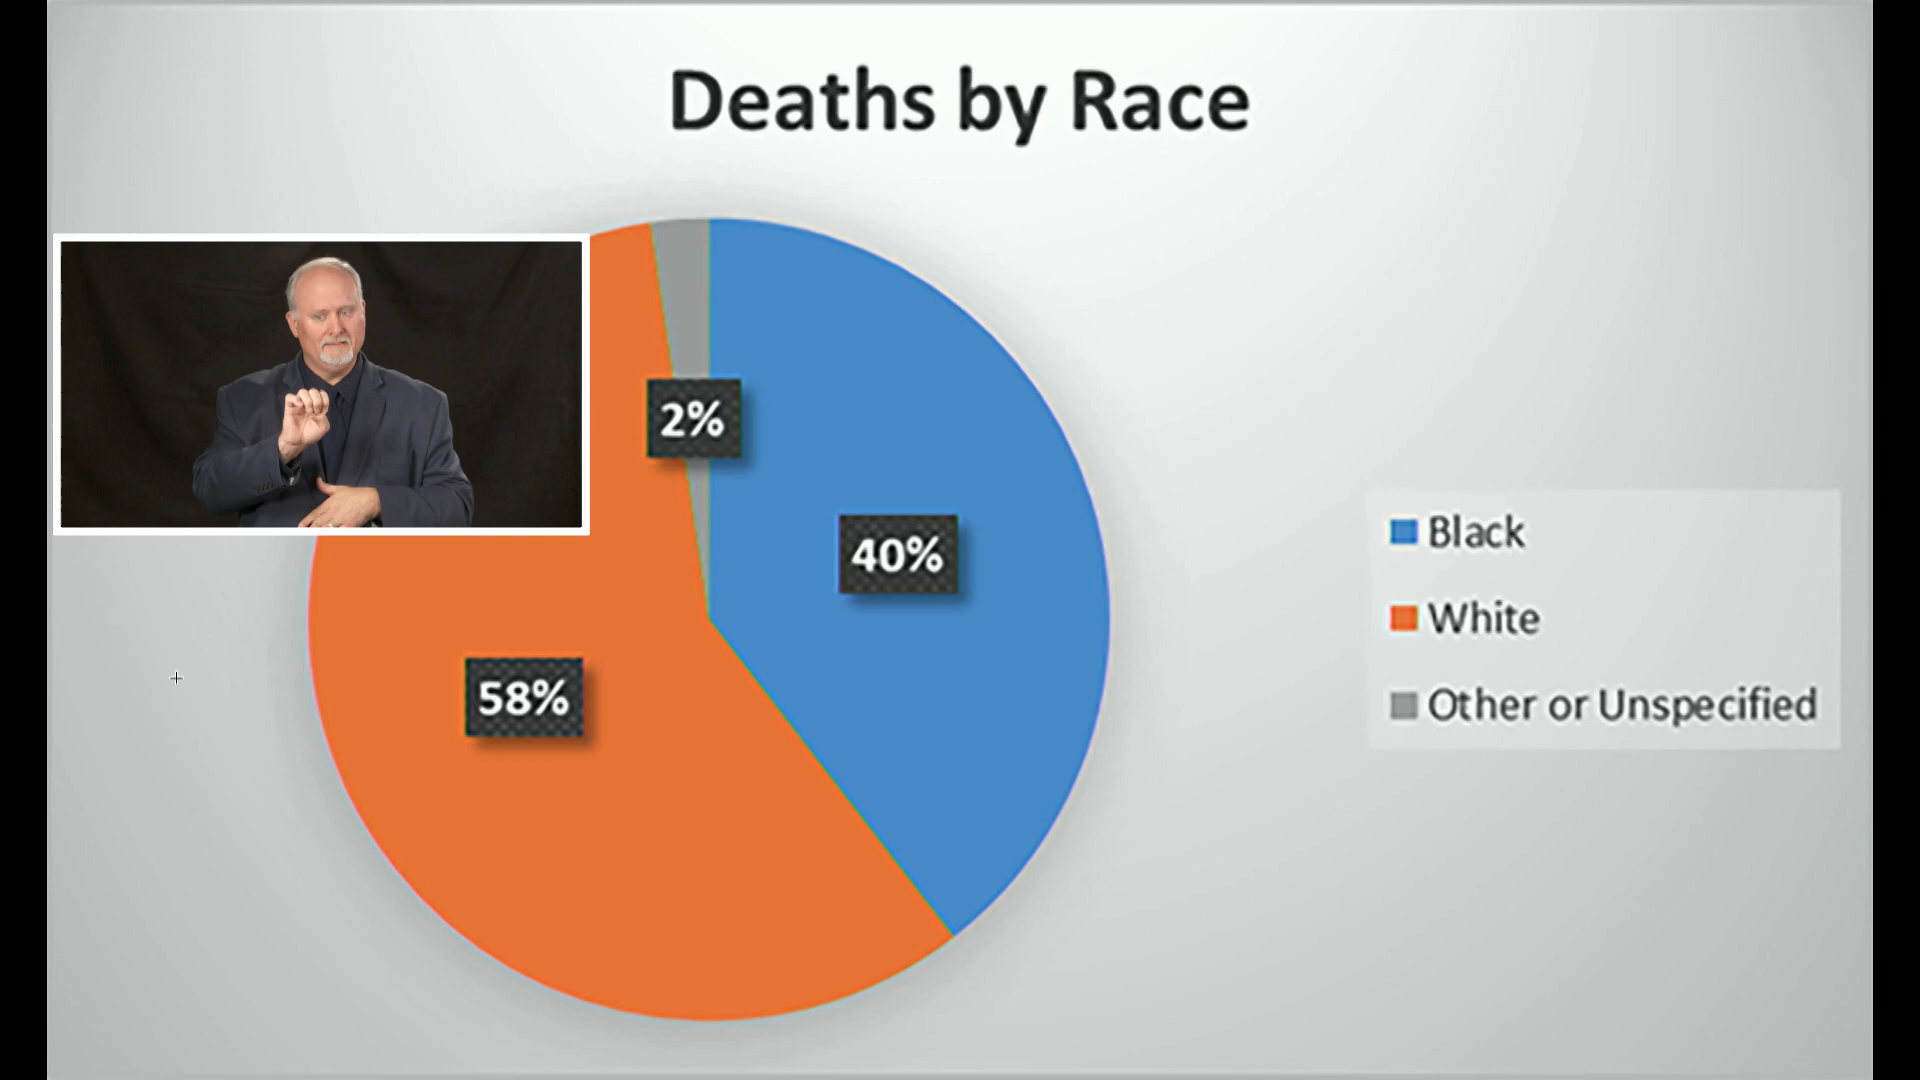 Deaths by Race
2%
40%
58%
Black
White
Other or Unspecified